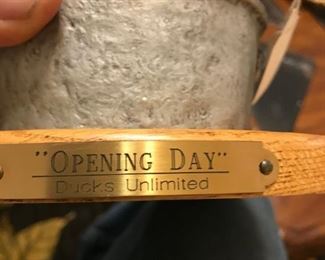 "OPENING DAY"
Ducks Unlimited